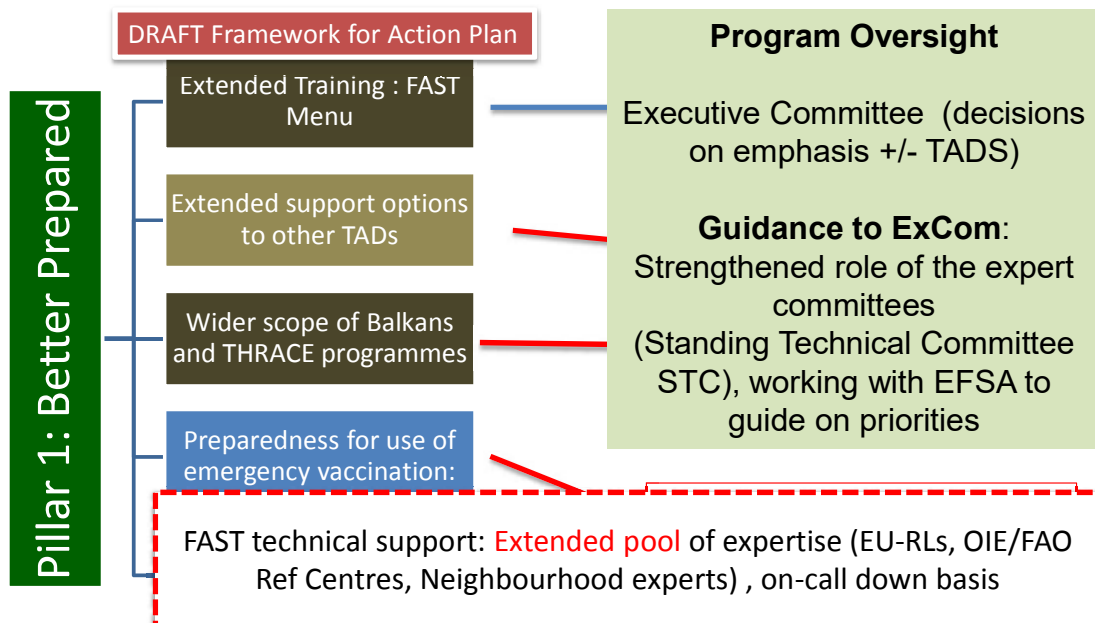 DRAFT Framework for Action Plan
Pillar 1: Better Prepared
Extended Training : FAST
Menu
Extended support options
to other TADs
Wider scope of Balkans
and THRACE programmes
Preparedness for use of
emergency vaccination:
Program Oversight
Executive Committee (decisions
on emphasis +/- TADS)
Guidance to ExCom:
Strengthened role of the expert
committees
(Standing Technical Committee
STC), working with EFSA to
guide on priorities
FAST technical support: Extended pool of expertise (EU-RLs, OIE/FAO
Ref Centres, Neighbourhood experts) , on-call down basis